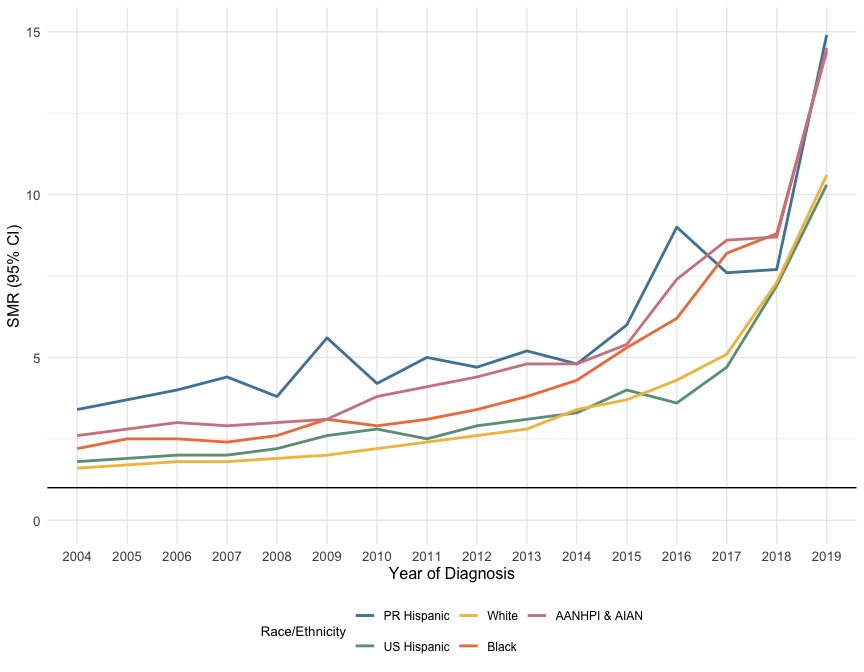 15
10
5
0
SMR (95% CI)
2004 2005 2006 2007 2008 2009 2010 2011 2012 2013 2014 2015 2016 2017 2018 2019
Year of Diagnosis
Race/Ethnicity
PR Hispanic White AANHPI & AIAN
US Hispanic Black